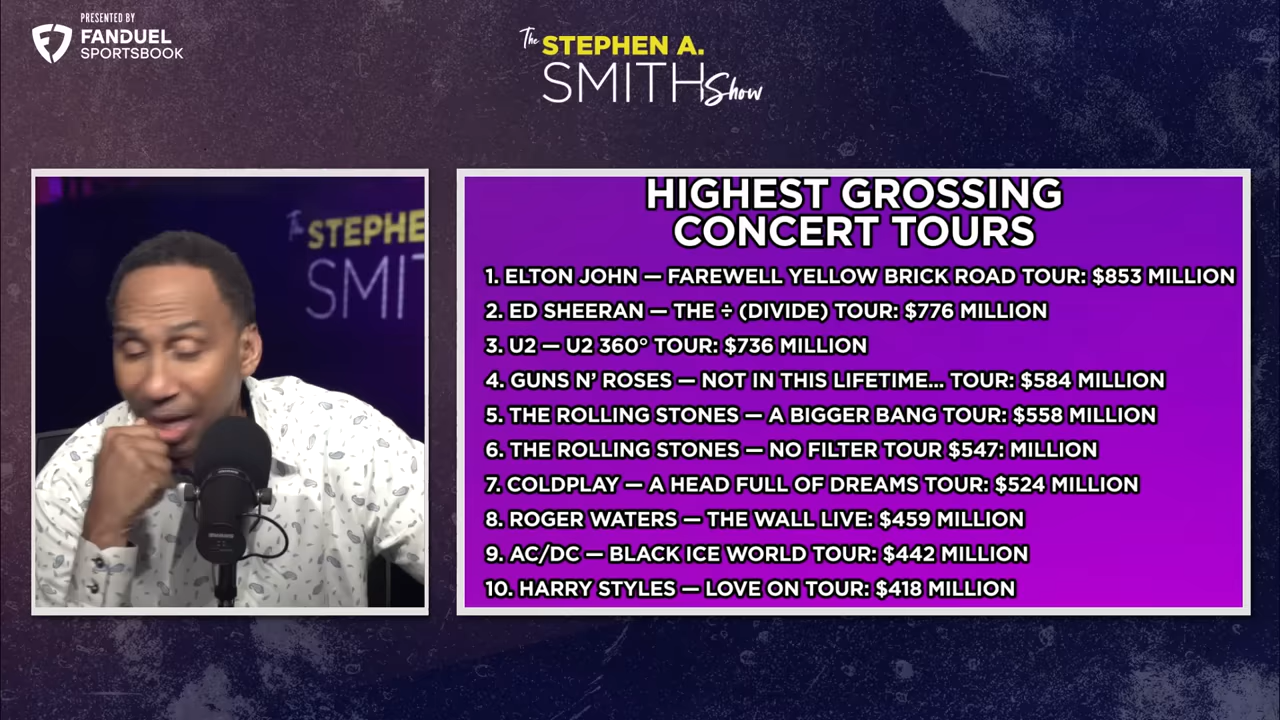 PRESENTED BY
FANDUEL
SPORTSBOOK
The STEPHEN A.
SMITH Show
The STEPHE
SMIT
HIGHEST GROSSING
CONCERT TOURS
1. ELTON JOHN — FAREWELL YELLOW BRICK ROAD TOUR: $853 MILLION
2. ED SHEERAN — THE ÷ (DIVIDE) TOUR: $776 MILLION
3. U2 — U2 360° TOUR: $736 MILLION
4. GUNS N’ ROSES — NOT IN THIS LIFETIME... TOUR: $584 MILLION
5. THE ROLLING STONES — A BIGGER BANG TOUR: $558 MILLION
6. THE ROLLING STONES — NO FILTER TOUR $547: MILLION
7. COLDPLAY — A HEAD FULL OF DREAMS TOUR: $524 MILLION
8. ROGER WATERS — THE WALL LIVE: $459 MILLION
9. AC/DC — BLACK ICE WORLD TOUR: $442 MILLION
10. HARRY STYLES — LOVE ON TOUR: $418 MILLION